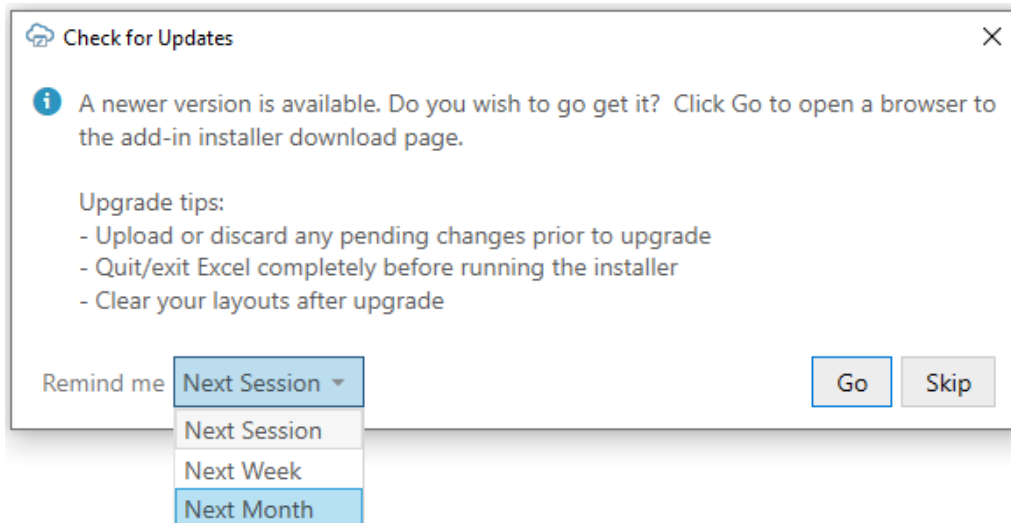 Check for Updates
A newer version is available. Do you wish to go get it?  Click Go to open a browser to
the add-in installer download page.
Upgrade tips:
- Upload or discard any pending changes prior to upgrade
- Quit/exit Excel completely before running the installer
- Clear your layouts after upgrade
Remind me Next Session Go Skip
Next Session
Next Week
Next Month